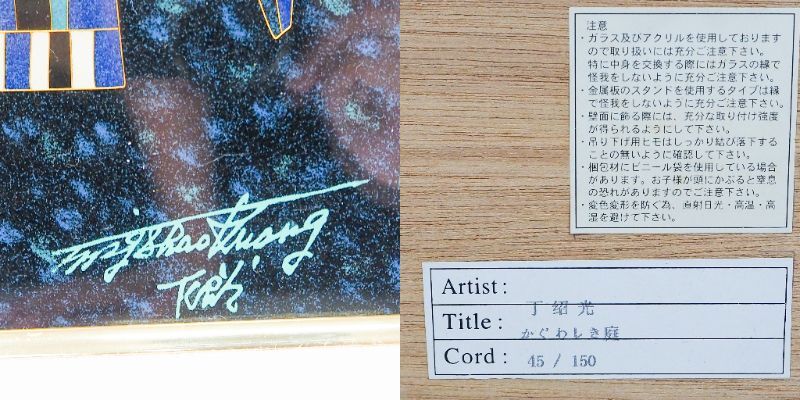 Ting Shao Kuang
注意
・ガラス及びアクリルを使用しております
ので取り扱いには充分ご注意下さい。
特に中身を交換する際にはガラスの縁で
怪我をしないように充分ご注意下さい。
・金属板のスタンドを使用するタイプは縁
で怪我をしないように充分ご注意下さい。
・壁面に飾る際には、充分な取り付け強度
が得られるようにして下さい。
・吊り下げ用ヒモはしっかり結び落下する
ことの無いように確認して下さい。
・梱包材にビニール袋を使用している場合
があります。お子様が頭にかぶると窒息
の恐れがありますのでご注意下さい。
・変色変形を防ぐ為、直射日光・高温・高
湿を避けて下さい。
Artist:
丁紹光
Title:
かぐわしき庭
Cord: 45 / 150